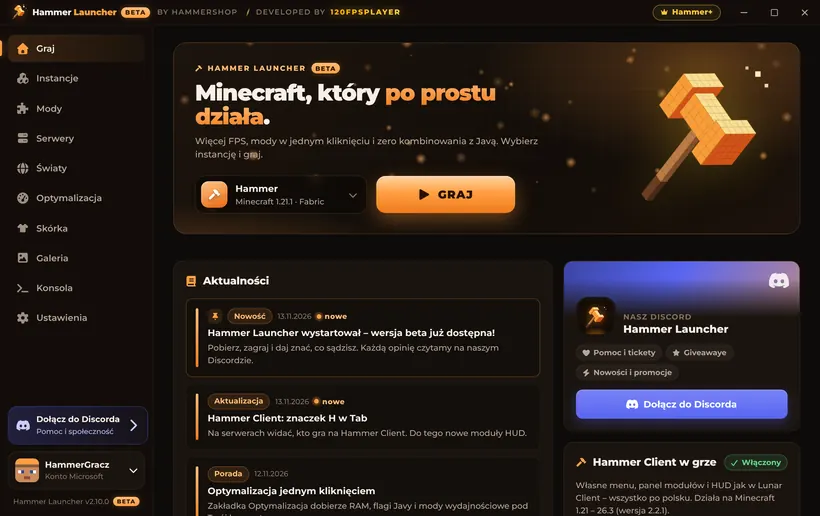 Hammer Launcher BETA BY HAMMERSHOP / DEVELOPED BY 120FPSPLAYER
Hammer+
Graj
Instancje
Mody
Serwery
Światy
Optymalizacja
Skórka
Galeria
Konsola
Ustawienia
Dołącz do Discorda
Pomoc i społeczność
HammerGracz
Konto Microsoft
Hammer Launcher v2.10.0 BETA
HAMMER LAUNCHER BETA
Minecraft, który po prostu
działa.
Więcej FPS, mody w jednym kliknięciu i zero kombinowania z Javą. Wybierz
instancję i graj.
Hammer
Minecraft 1.21.1 · Fabric
GRAJ
Aktualności
Nowość 13.11.2026 nowe
Hammer Launcher wystartował – wersja beta już dostępna!
Pobierz, zagraj i daj znać, co sądzisz. Każdą opinię czytamy na naszym
Discordzie.
Aktualizacja 13.11.2026 nowe
Hammer Client: znaczek H w Tab
Na serwerach widać, kto gra na Hammer Client. Do tego nowe moduły HUD.
Porada 12.11.2026
Optymalizacja jednym kliknięciem
Zakładka Optymalizacja dobierze RAM, flagi Javy i mody wydajnościowe pod
NASZ DISCORD
Hammer Launcher
Pomoc i tickety
Giveawaye
Nowości i promocje
Dołącz do Discorda
Hammer Client w grze Włączony
Własne menu, panel modułów i HUD jak w Lunar
Client – wszystko po polsku. Działa na Minecraft
1.21 – 26.3 (wersja 2.2.1).